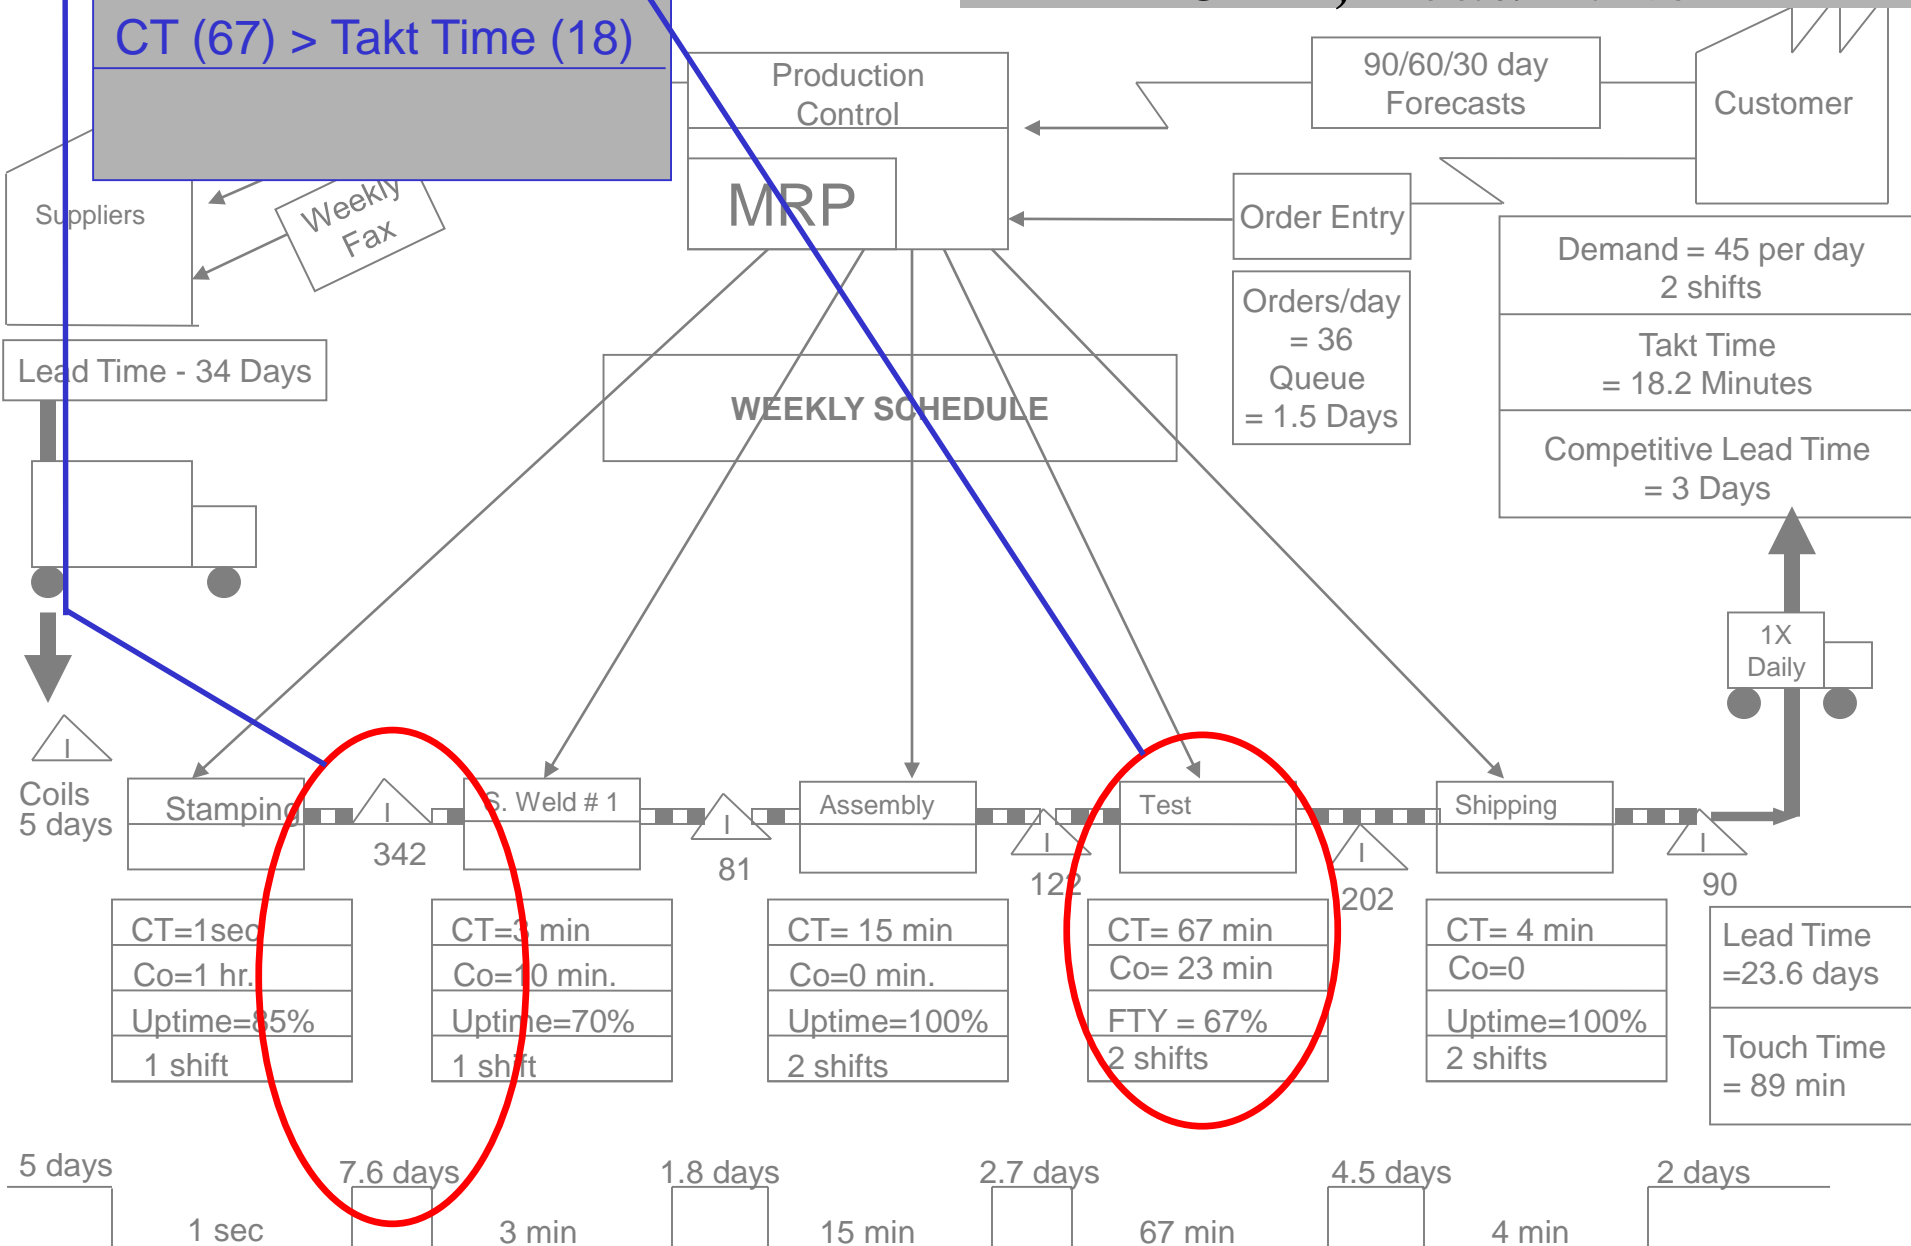 CT (67) > Takt Time (18)
Production
Control
MRP
90/60/30 day
Forecasts
Customer
Suppliers
Weekly
Fax
Order Entry
Orders/day
= 36
Queue
= 1.5 Days
Demand = 45 per day
2 shifts
Takt Time
= 18.2 Minutes
Competitive Lead Time
= 3 Days
Lead Time - 34 Days
WEEKLY SCHEDULE
1X
Daily
I
Coils
5 days
Stamping
I
342
S. Weld # 1
I
81
Assembly
I
122
Test
I
202
Shipping
I
90
CT=1sec
Co=1 hr.
Uptime=85%
1 shift
CT=3 min
Co=10 min.
Uptime=70%
1 shift
CT= 15 min
Co=0 min.
Uptime=100%
2 shifts
CT= 67 min
Co= 23 min
FTY = 67%
2 shifts
CT= 4 min
Co=0
Uptime=100%
2 shifts
Lead Time
=23.6 days
Touch Time
= 89 min
5 days
7.6 days
1.8 days
2.7 days
4.5 days
2 days
1 sec
3 min
15 min
67 min
4 min